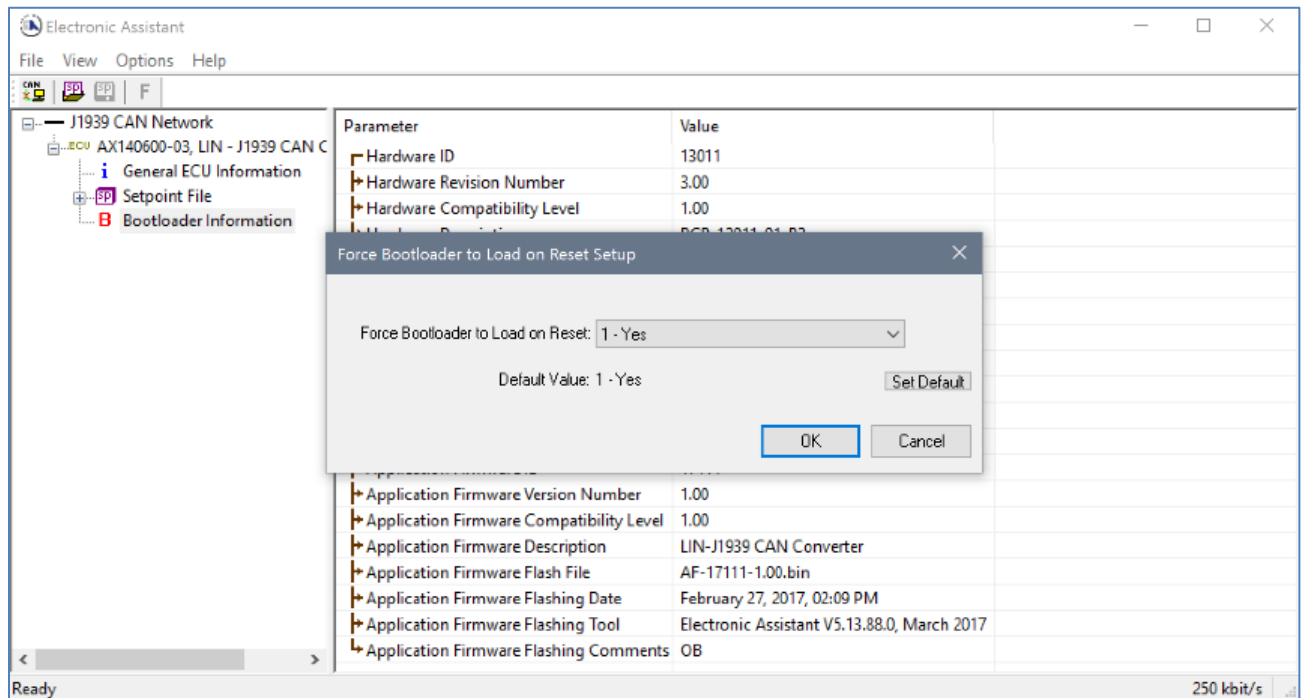 Electronic Assistant
File View Options Help
CAN SP SP F
J1939 CAN Network
ECU AX140600-03, LIN - J1939 CAN C
i General ECU Information
SP Setpoint File
B Bootloader Information
Parameter Value
Hardware ID 13011
Hardware Revision Number 3.00
Hardware Compatibility Level 1.00
Force Bootloader to Load on Reset Setup
Force Bootloader to Load on Reset: 1 - Yes
Default Value: 1 - Yes
Set Default
OK Cancel
Application Firmware Version Number 1.00
Application Firmware Compatibility Level 1.00
Application Firmware Description LIN-J1939 CAN Converter
Application Firmware Flash File AF-17111-1.00.bin
Application Firmware Flashing Date February 27, 2017, 02:09 PM
Application Firmware Flashing Tool Electronic Assistant V5.13.88.0, March 2017
Application Firmware Flashing Comments OB
Ready 250 kbit/s